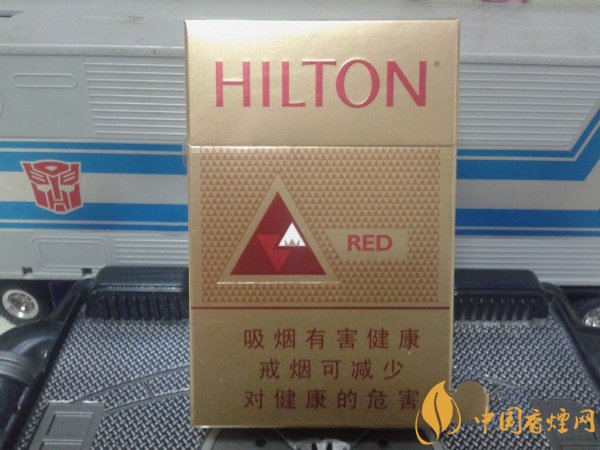 HILTON®
RED
吸烟有害健康
戒烟可减少
对健康的危害
中国香烟网